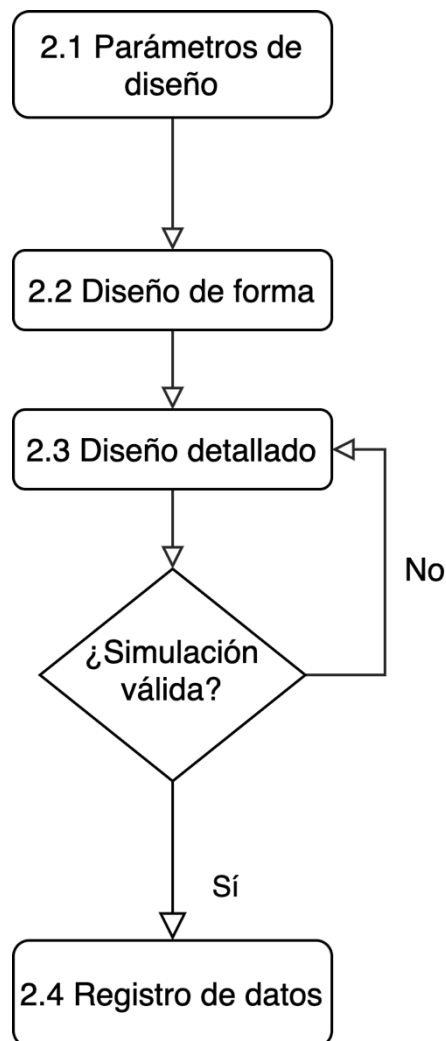 2.1 Parámetros de
diseño
2.2 Diseño de forma
2.3 Diseño detallado
No
¿Simulación
válida?
Sí
2.4 Registro de datos